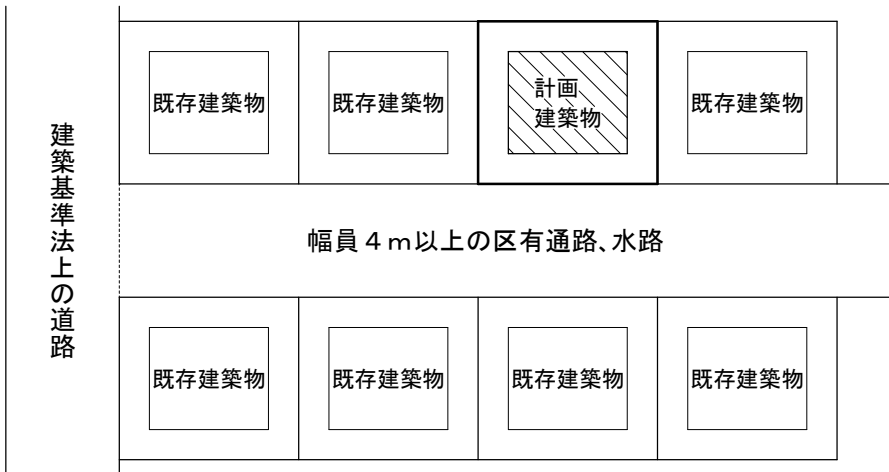 建築基準法上の道路
既存建築物
既存建築物
計画
建築物
既存建築物
幅員４ｍ以上の区有通路、水路
既存建築物
既存建築物
既存建築物
既存建築物